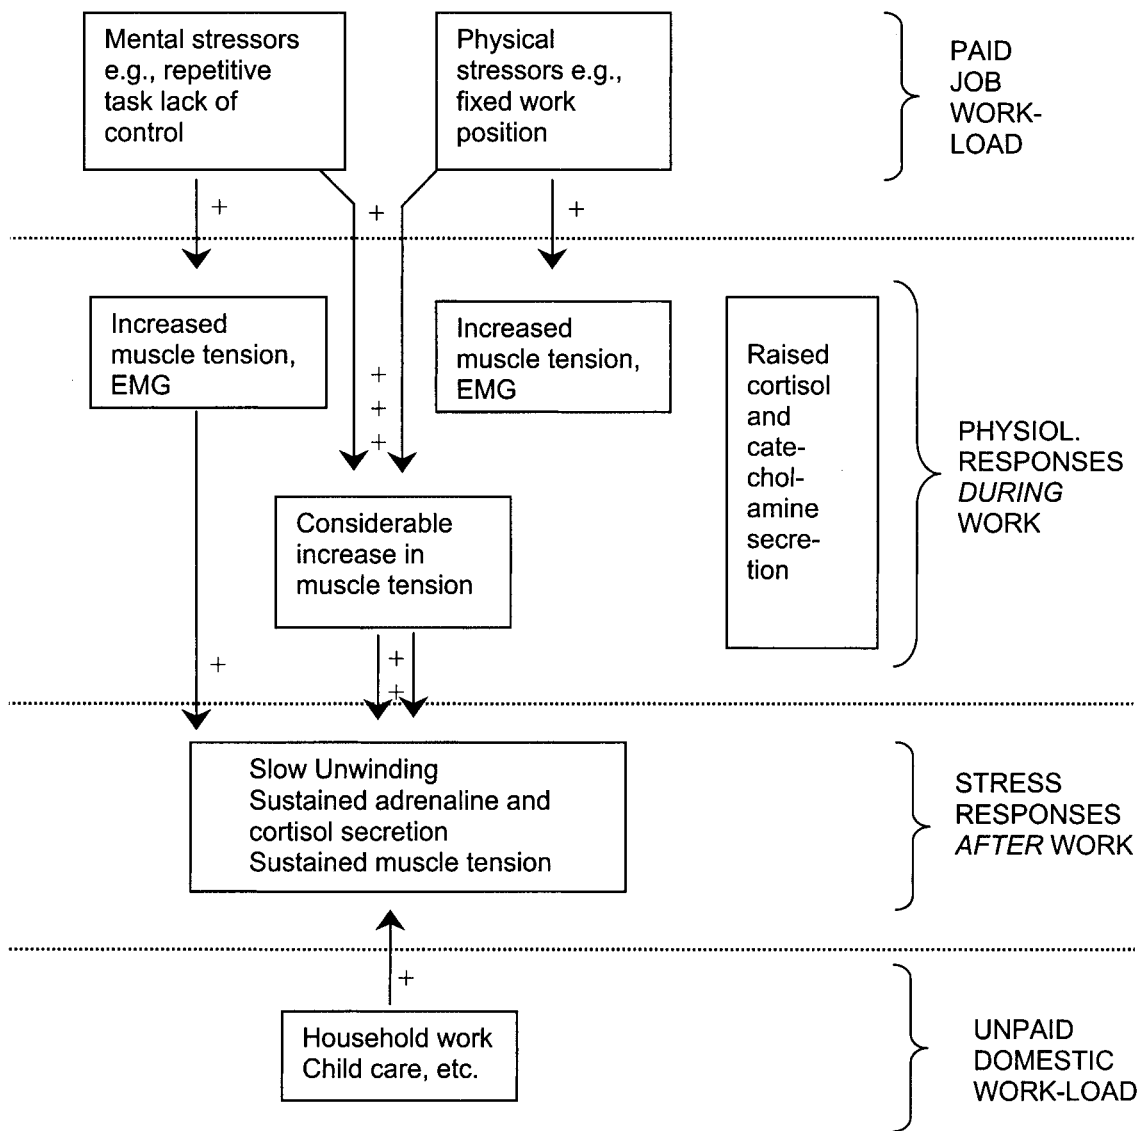 Mental stressors
e.g., repetitive
task lack of
control
Physical
stressors e.g.,
fixed work
position
PAID
JOB
WORK-
LOAD
+
+
+
Increased
muscle tension,
EMG
Increased
muscle tension,
EMG
Raised
cortisol
and
cate-
chol-
amine
secre-
tion
PHYSIOL.
RESPONSES
DURING
WORK
+
+
+
Considerable
increase in
muscle tension
+
+
+
Slow Unwinding
Sustained adrenaline and
cortisol secretion
Sustained muscle tension
STRESS
RESPONSES
AFTER WORK
+
Household work
Child care, etc.
UNPAID
DOMESTIC
WORK-LOAD